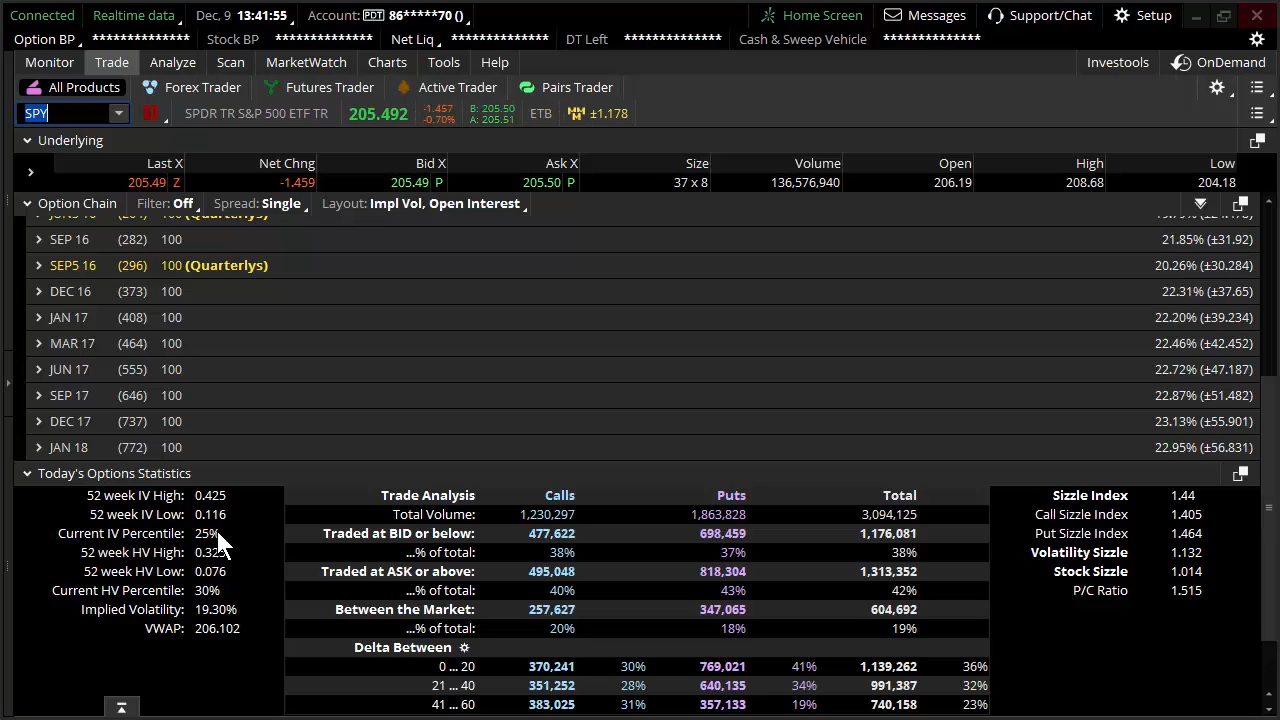 Connected Realtime data Dec, 9 13:41:55 Account: PDT 86*****70 () Home Screen Messages Support/Chat Setup
Option BP ************** Stock BP ************** Net Liq ************** DT Left ************** Cash & Sweep Vehicle **************
Monitor Trade Analyze Scan MarketWatch Charts Tools Help Investools OnDemand
All Products Forex Trader Futures Trader Active Trader Pairs Trader
SPY SPDR TR S&P 500 ETF TR 205.492 -1.457 B: 205.50 ETB ±1.178
-0.70% A: 205.51
Underlying
Last X Net Chng Bid X Ask X Size Volume Open High Low
205.49 Z -1.459 205.49 P 205.50 P 37 x 8 136,576,940 206.19 208.68 204.18
Option Chain Filter: Off Spread: Single Layout: Impl Vol, Open Interest
100 (Quarterlys)
SEP 16 (282) 100 21.85% (±31.92)
SEP5 16 (296) 100 (Quarterlys) 20.26% (±30.284)
DEC 16 (373) 100 22.31% (±37.65)
JAN 17 (408) 100 22.20% (±39.234)
MAR 17 (464) 100 22.46% (±42.452)
JUN 17 (555) 100 22.72% (±47.187)
SEP 17 (646) 100 22.87% (±51.482)
DEC 17 (737) 100 23.13% (±55.901)
JAN 18 (772) 100 22.95% (±56.831)
Today's Options Statistics
52 week IV High: 0.425 Trade Analysis Calls Puts Total Sizzle Index 1.44
52 week IV Low: 0.116 Total Volume: 1,230,297 1,863,828 3,094,125 Call Sizzle Index 1.405
Current IV Percentile: 25% Traded at BID or below: 477,622 698,459 1,176,081 Put Sizzle Index 1.464
52 week HV High: ...% of total: 38% 37% 38% Volatility Sizzle 1.132
52 week HV Low: 0.076 Traded at ASK or above: 495,048 818,304 1,313,352 Stock Sizzle 1.014
Current HV Percentile: 30% ...% of total: 40% 43% 42% P/C Ratio 1.515
Implied Volatility: 19.30% Between the Market: 257,627 347,065 604,692
VWAP: 206.102 ...% of total: 20% 18% 19%
Delta Between
0 ... 20 370,241 30% 769,021 41% 1,139,262 36%
21 ... 40 351,252 28% 640,135 34% 991,387 32%
41 ... 60 383,025 31% 357,133 19% 740,158 23%